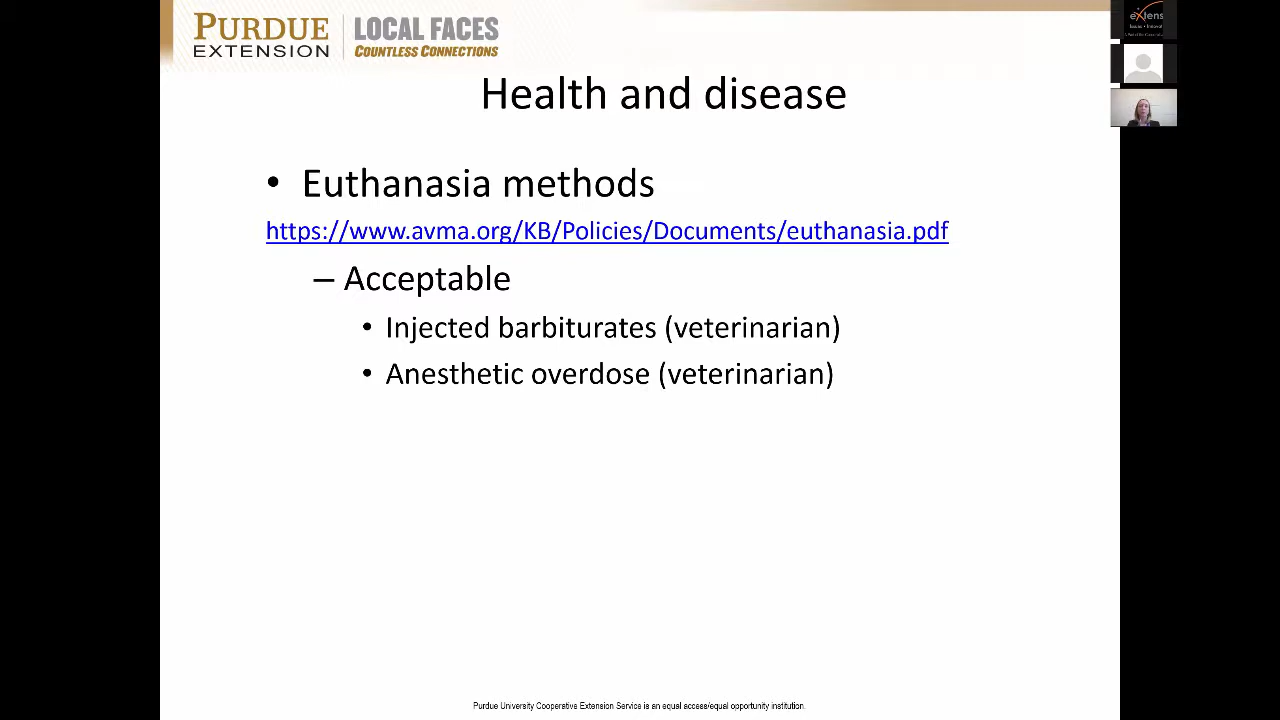 PURDUE
EXTENSION
LOCAL FACES
COUNTLESS CONNECTIONS
eXtens
Health and disease
• Euthanasia methods
https://www.avma.org/KB/Policies/Documents/euthanasia.pdf
– Acceptable
• Injected barbiturates (veterinarian)
• Anesthetic overdose (veterinarian)
Purdue University Cooperative Extension Service is an equal access/equal opportunity institution.